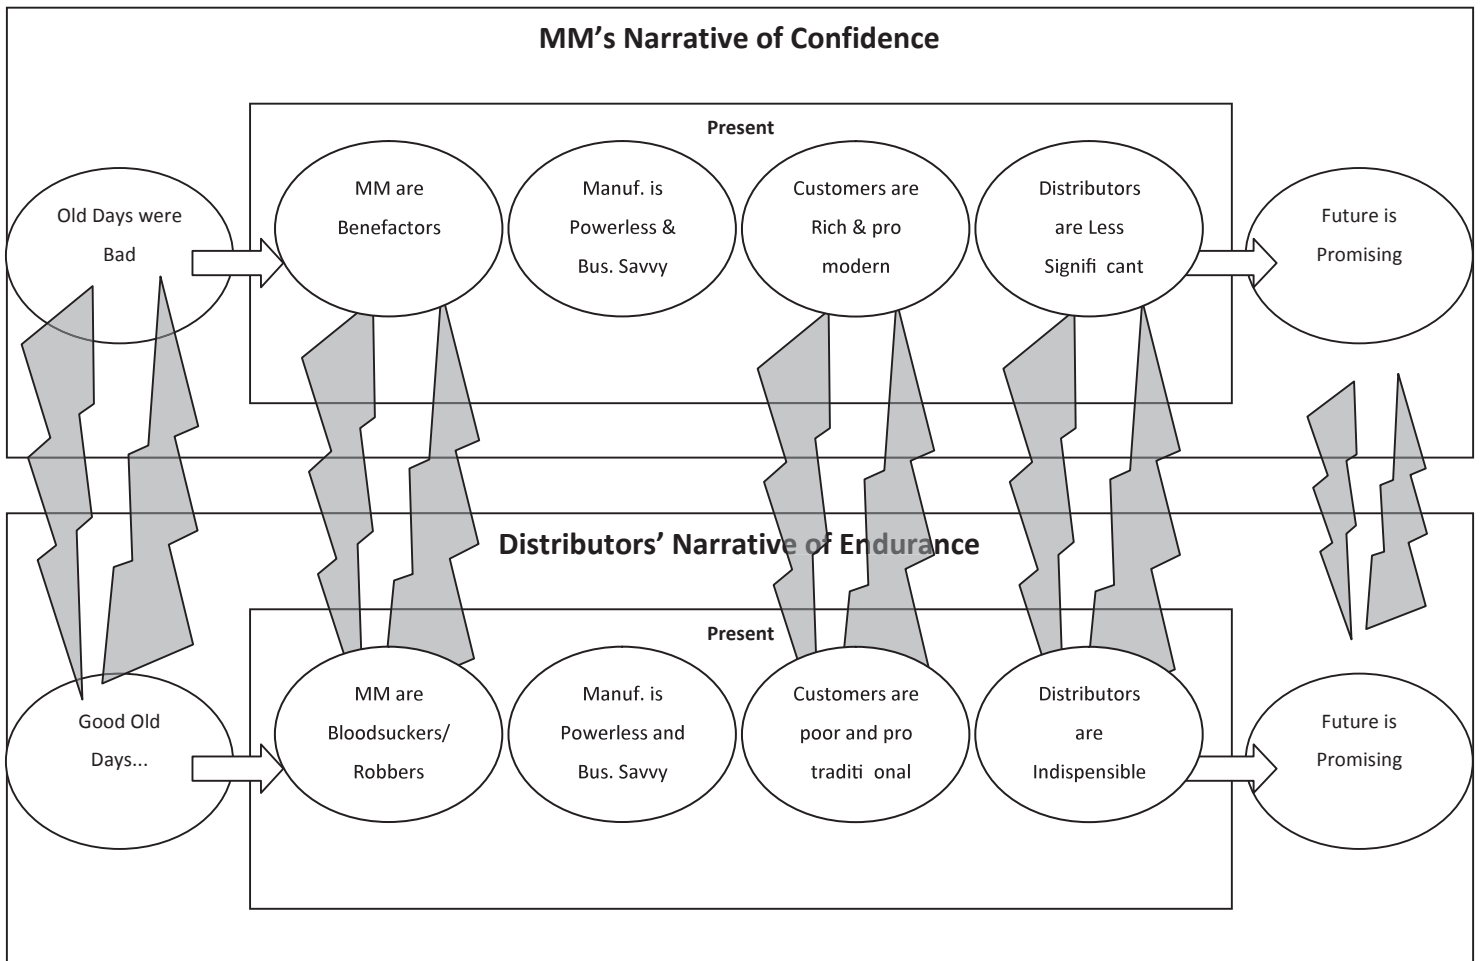 MM's Narrative of Confidence
Present
Old Days were
Bad
MM are
Benefactors
Manuf. is
Powerless &
Bus. Savvy
Customers are
Rich & pro
modern
Distributors
are Less
Signifi cant
Future is
Promising
Distributors' Narrative of Endurance
Present
Good Old
Days...
MM are
Bloodsuckers/
Robbers
Manuf. is
Powerless and
Bus. Savvy
Customers are
poor and pro
traditi onal
Distributors
are
Indispensible
Future is
Promising